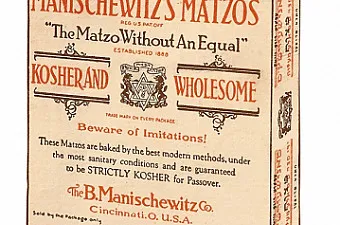 MANISCHEWITZ'S MATZOS
REG US PAT OFF
"The Matzo Without An Equal"
ESTABLISHED 1888
KOSHER AND WHOLESOME
TRADE MARK ON EVERY PACKAGE
Beware of Imitations!
These Matzos are baked by the best modern methods, under
the most sanitary conditions and are guaranteed
to be STRICTLY KOSHER for Passover.
The B. Manischewitz Co.
Cincinnati. O. U.S.A.
Sold by the Package only